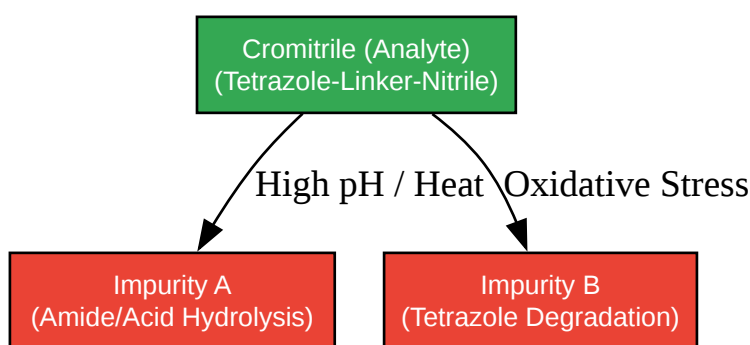 Cromitrile (Analyte)
(Tetrazole-Linker-Nitrile)
High pH / Heat
Oxidative Stress
Impurity A
(Amide/Acid Hydrolysis)
Impurity B
(Tetrazole Degradation)